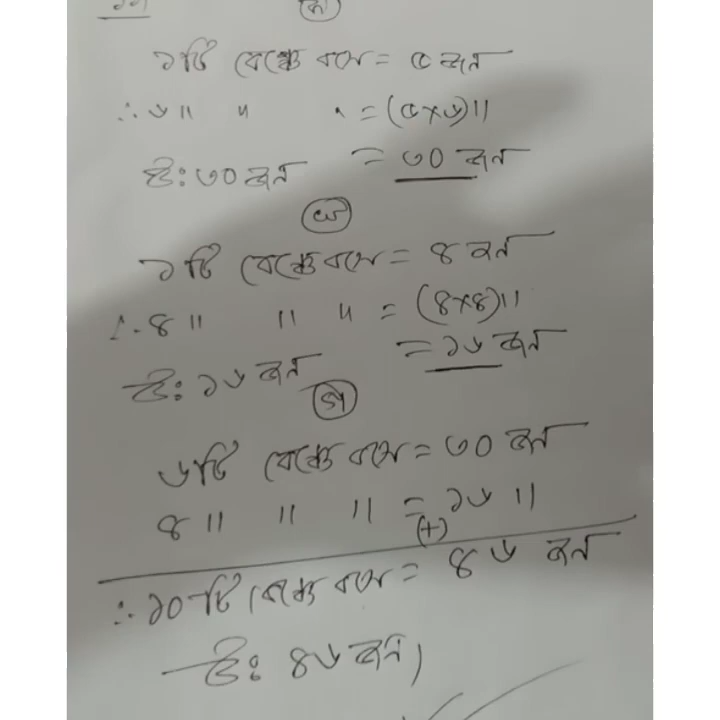 (ক)
১টি বেঞ্চে বসে = ৫ জন
∴ ৬ ॥ " " = (৫×৬) ॥
= ৩০ জন
উ: ৩০ জন
(খ)
১টি বেঞ্চে বসে = ৪ জন
∴ ৪ ॥ ॥ " = (৪×৪) ॥
= ১৬ জন
উ: ১৬ জন
(গ)
৬টি বেঞ্চে বসে = ৩০ জন
৪ ॥ ॥ ॥ = ১৬ ॥
(+)
∴ ১০টি বেঞ্চে বসে = ৪৬ জন
উ: ৪৬ জন।